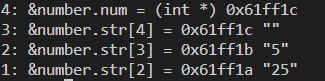 4: &number.num = (int *) 0x61ff1c
3: &number.str[4] = 0x61ff1c ""
2: &number.str[3] = 0x61ff1b "5"
1: &number.str[2] = 0x61ff1a "25"